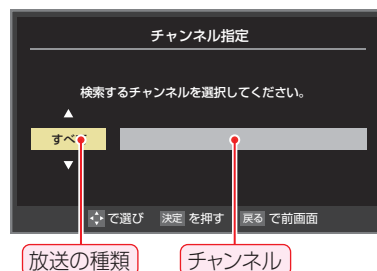 チャンネル指定
検索するチャンネルを選択してください。
▲
すべて
▼
で選び 決定 を押す 戻る で前画面
放送の種類 チャンネル